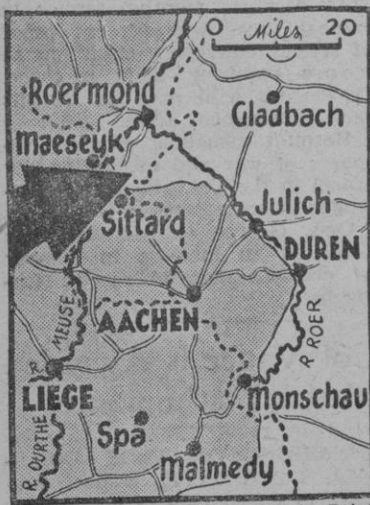 0 Miles 20
Roermond
Gladbach
Maeseyk
Julich
Sittard
DUREN
AACHEN
MEUSE
R ROER
LIEGE
Monschau
Spa
R OURTHE
Malmedy